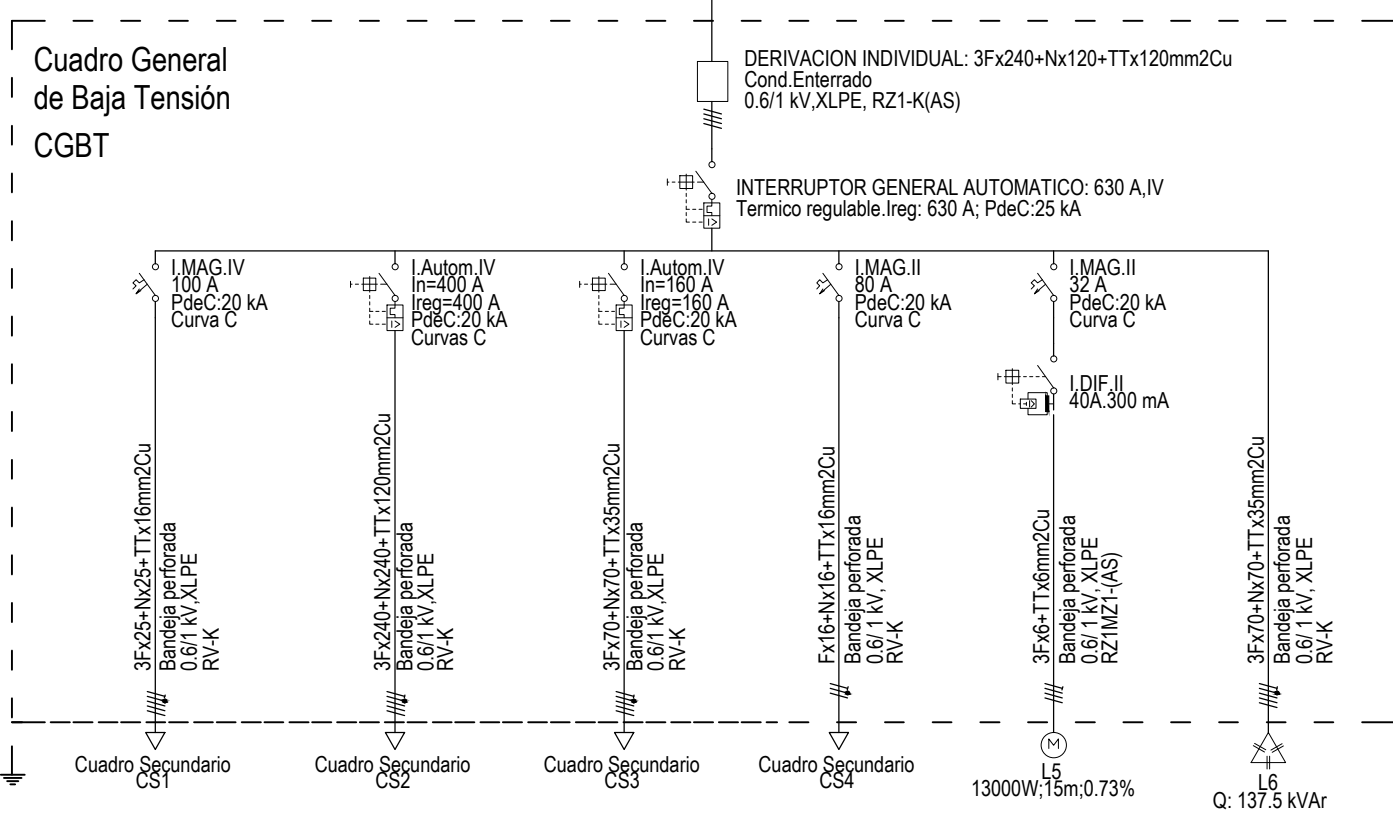 Cuadro General
de Baja Tensión
CGBT
DERIVACION INDIVIDUAL: 3Fx240+Nx120+TTx120mm2Cu
Cond.Enterrado
0.6/1 kV,XLPE, RZ1-K(AS)
INTERRUPTOR GENERAL AUTOMATICO: 630 A,IV
Termico regulable.Ireg: 630 A; PdeC:25 kA
I.MAG.IV
100 A
PdeC:20 kA
Curva C
I.Autom.IV
In=400 A
Ireg=400 A
PdeC:20 kA
Curvas C
I.Autom.IV
In=160 A
Ireg=160 A
PdeC:20 kA
Curvas C
I.MAG.II
80 A
PdeC:20 kA
Curva C
I.MAG.II
32 A
PdeC:20 kA
Curva C
I.DIF.II
40A.300 mA
3Fx25+Nx25+TTx16mm2Cu
Bandeja perforada
0.6/1 kV,XLPE
RV-K
3Fx240+Nx240+TTx120mm2Cu
Bandeja perforada
0.6/1 kV,XLPE
RV-K
3Fx70+Nx70+TTx35mm2Cu
Bandeja perforada
0.6/1 kV,XLPE
RV-K
Fx16+Nx16+TTx16mm2Cu
Bandeja perforada
0.6/ 1 kV, XLPE
RV-K
3Fx6+TTx6mm2Cu
Bandeja perforada
0.6/ 1 kV, XLPE
RZ1MZ1-(AS)
3Fx70+Nx70+TTx35mm2Cu
Bandeja perforada
0.6/ 1 kV, XLPE
RV-K
Cuadro Secundario
CS1
Cuadro Secundario
CS2
Cuadro Secundario
CS3
Cuadro Secundario
CS4
M
L5
13000W;15m;0.73%
L6
Q: 137.5 kVAr